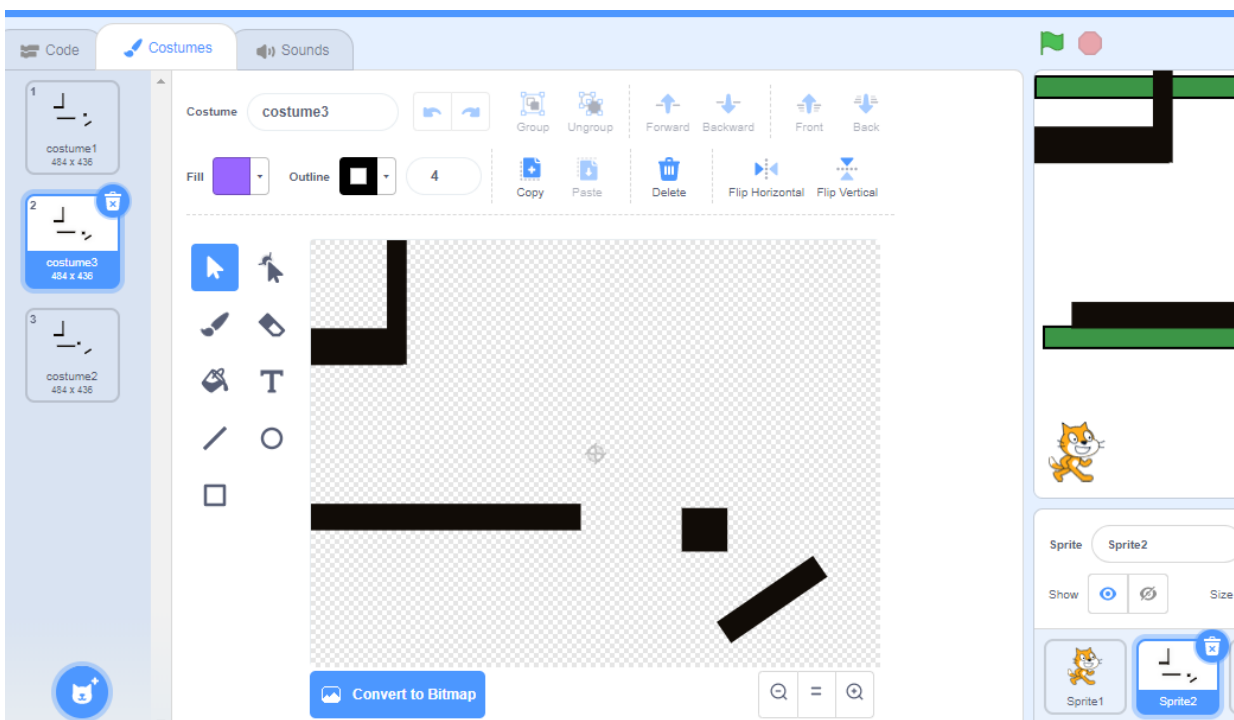 Code
Costumes
Sounds
1
costume1
484 x 436
2
costume3
484 x 436
3
costume2
484 x 436
Costume
costume3
Group
Ungroup
Forward
Backward
Front
Back
Fill
Outline
4
Copy
Paste
Delete
Flip Horizontal
Flip Vertical
T
Convert to Bitmap
Sprite
Sprite2
Show
Size
Sprite1
Sprite2